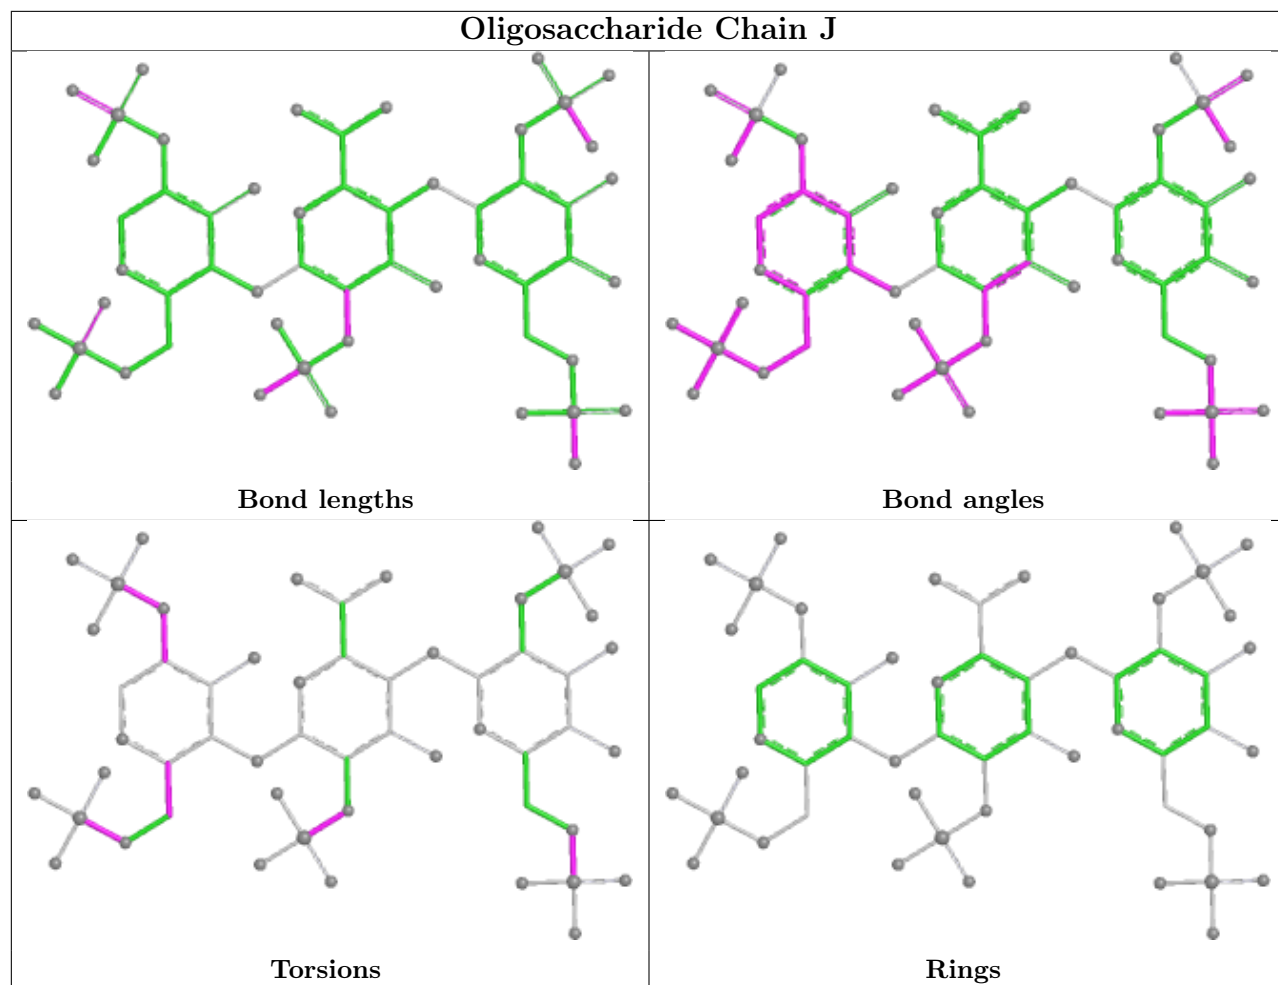 Oligosaccharide Chain J
Bond lengths
Bond angles
Torsions
Rings